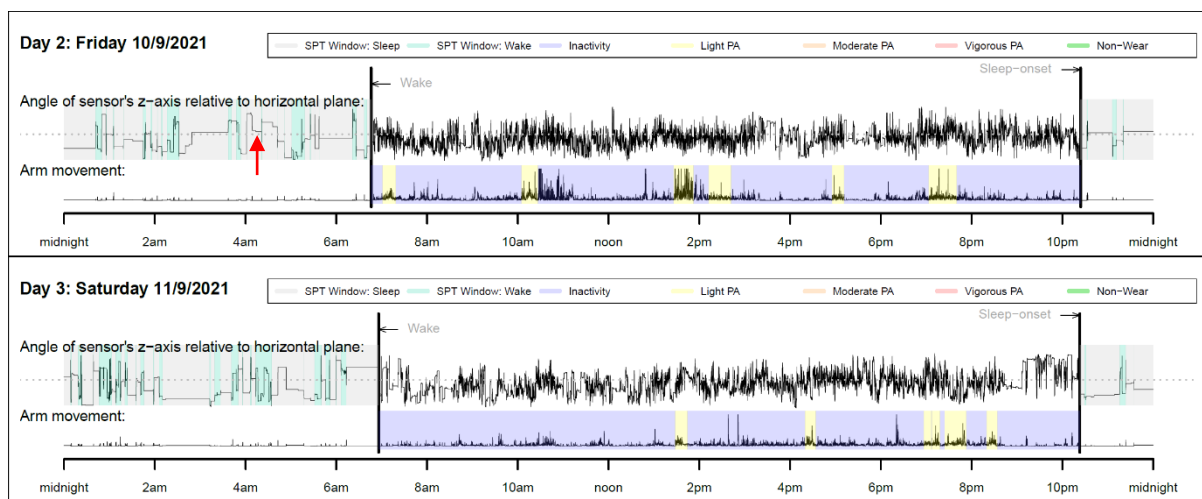 Day 2: Friday 10/9/2021
SPT Window: Sleep SPT Window: Wake Inactivity Light PA Moderate PA Vigorous PA Non-Wear
Wake
Sleep-onset
Angle of sensor's z-axis relative to horizontal plane:
Arm movement:
midnight 2am 4am 6am 8am 10am noon 2pm 4pm 6pm 8pm 10pm midnight
Day 3: Saturday 11/9/2021
SPT Window: Sleep SPT Window: Wake Inactivity Light PA Moderate PA Vigorous PA Non-Wear
Wake
Sleep-onset
Angle of sensor's z-axis relative to horizontal plane:
Arm movement:
midnight 2am 4am 6am 8am 10am noon 2pm 4pm 6pm 8pm 10pm midnight